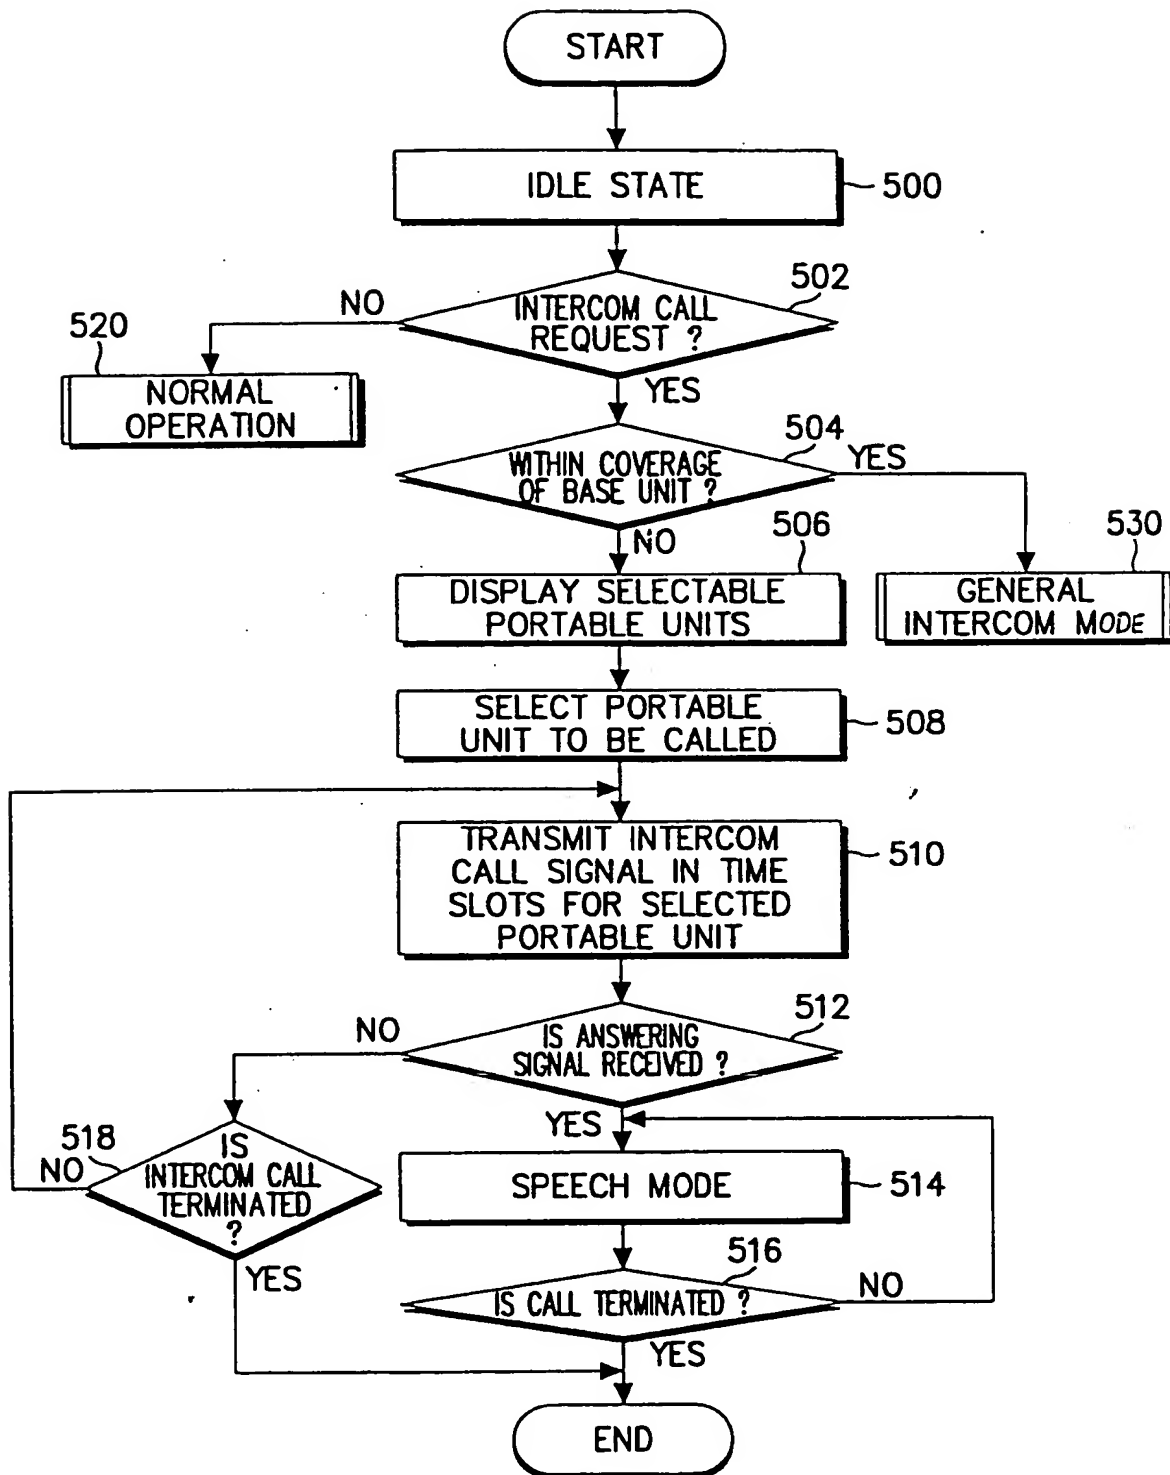 START
IDLE STATE
500
502
INTERCOM CALL
REQUEST ?
NO
YES
520
NORMAL
OPERATION
504
WITHIN COVERAGE
OF BASE UNIT ?
YES
NO
506
DISPLAY SELECTABLE
PORTABLE UNITS
530
GENERAL
INTERCOM MODE
SELECT PORTABLE
UNIT TO BE CALLED
508
TRANSMIT INTERCOM
CALL SIGNAL IN TIME
SLOTS FOR SELECTED
PORTABLE UNIT
510
512
IS ANSWERING
SIGNAL RECEIVED ?
NO
YES
518
IS
INTERCOM CALL
TERMINATED
?
NO
YES
SPEECH MODE
514
516
IS CALL TERMINATED ?
NO
YES
END